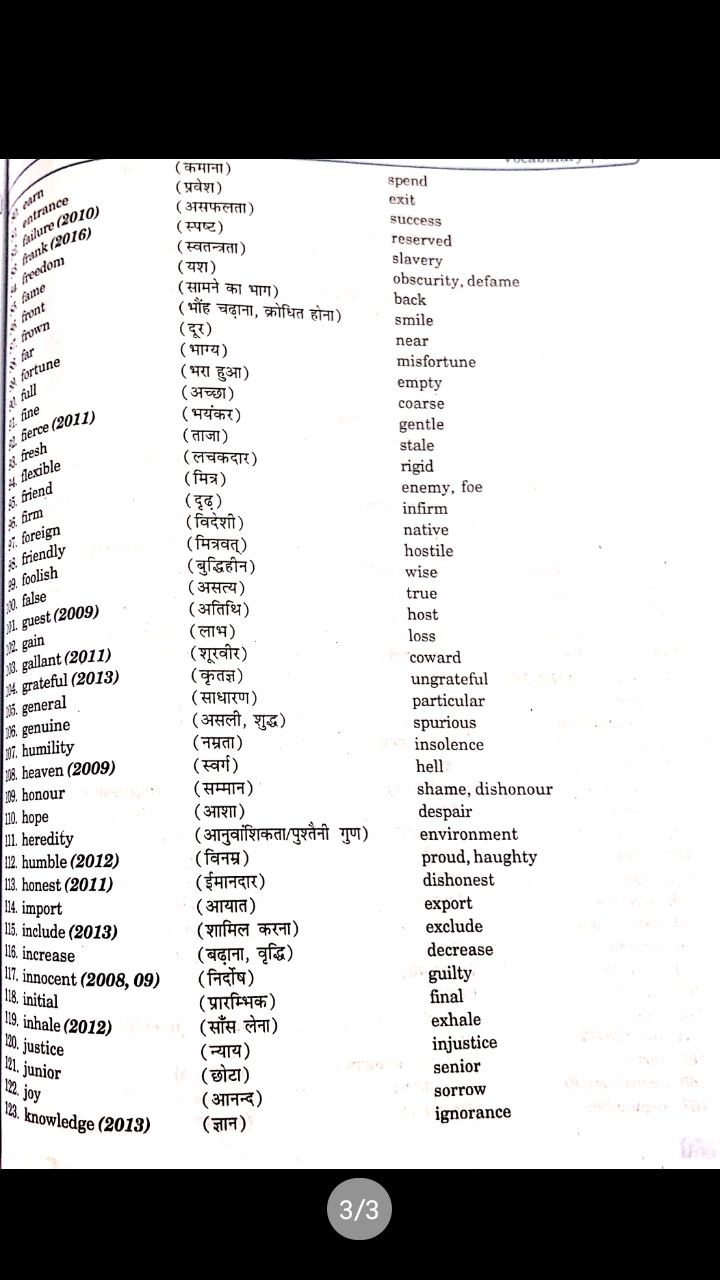 earn (कमाना) spend
entrance (प्रवेश) exit
failure (2010) (असफलता) success
frank (2016) (स्पष्ट) reserved
freedom (स्वतन्त्रता) slavery
fame (यश) obscurity, defame
front (सामने का भाग) back
frown (भौंह चढ़ाना, क्रोधित होना) smile
far (दूर) near
fortune (भाग्य) misfortune
full (भरा हुआ) empty
fine (अच्छा) coarse
fierce (2011) (भयंकर) gentle
fresh (ताजा) stale
94. flexible (लचकदार) rigid
95. friend (मित्र) enemy, foe
96. firm (दृढ़) infirm
97. foreign (विदेशी) native
98. friendly (मित्रवत्) hostile
99. foolish (बुद्धिहीन) wise
100. false (असत्य) true
101. guest (2009) (अतिथि) host
102. gain (लाभ) loss
103. gallant (2011) (शूरवीर) coward
104. grateful (2013) (कृतज्ञ) ungrateful
105. general (साधारण) particular
106. genuine (असली, शुद्ध) spurious
107. humility (नम्रता) insolence
108. heaven (2009) (स्वर्ग) hell
109. honour (सम्मान) shame, dishonour
110. hope (आशा) despair
111. heredity (आनुवांशिकता/पुश्तैनी गुण) environment
112. humble (2012) (विनम्र) proud, haughty
113. honest (2011) (ईमानदार) dishonest
114. import (आयात) export
115. include (2013) (शामिल करना) exclude
116. increase (बढ़ाना, वृद्धि) decrease
117. innocent (2008, 09) (निर्दोष) guilty
118. initial (प्रारम्भिक) final
119. inhale (2012) (साँस लेना) exhale
120. justice (न्याय) injustice
121. junior (छोटा) senior
122. joy (आनन्द) sorrow
123. knowledge (2013) (ज्ञान) ignorance
3/3